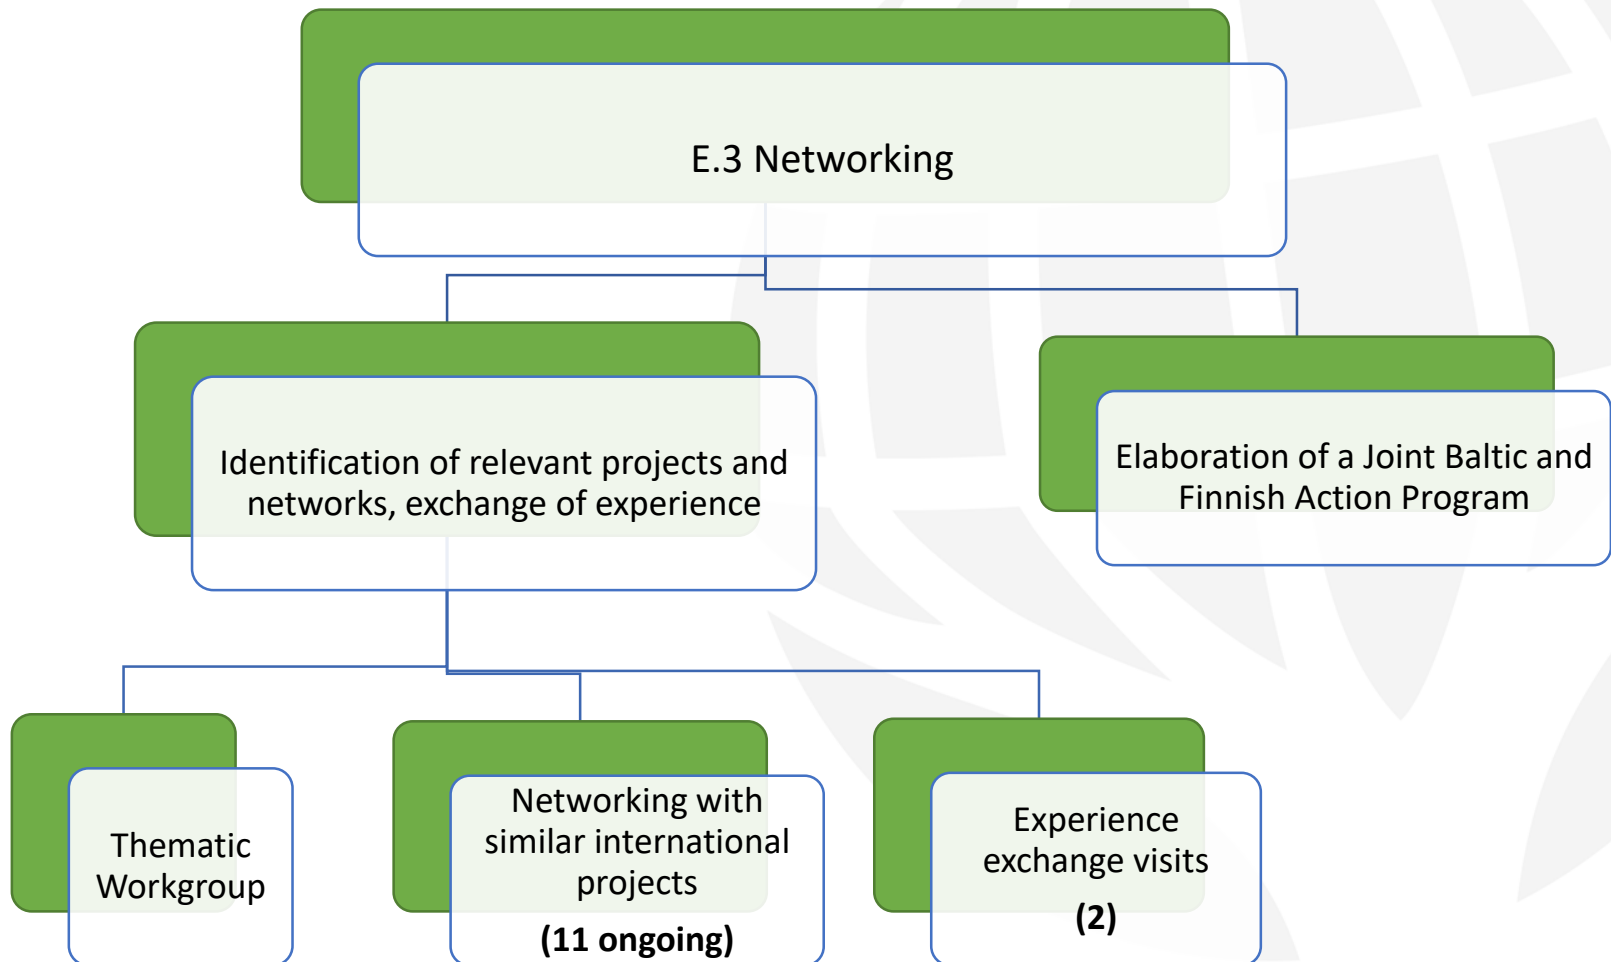 E.3 Networking
Identification of relevant projects and
networks, exchange of experience
Elaboration of a Joint Baltic and
Finnish Action Program
Thematic
Workgroup
Networking with
similar international
projects
(11 ongoing)
Experience
exchange visits
(2)